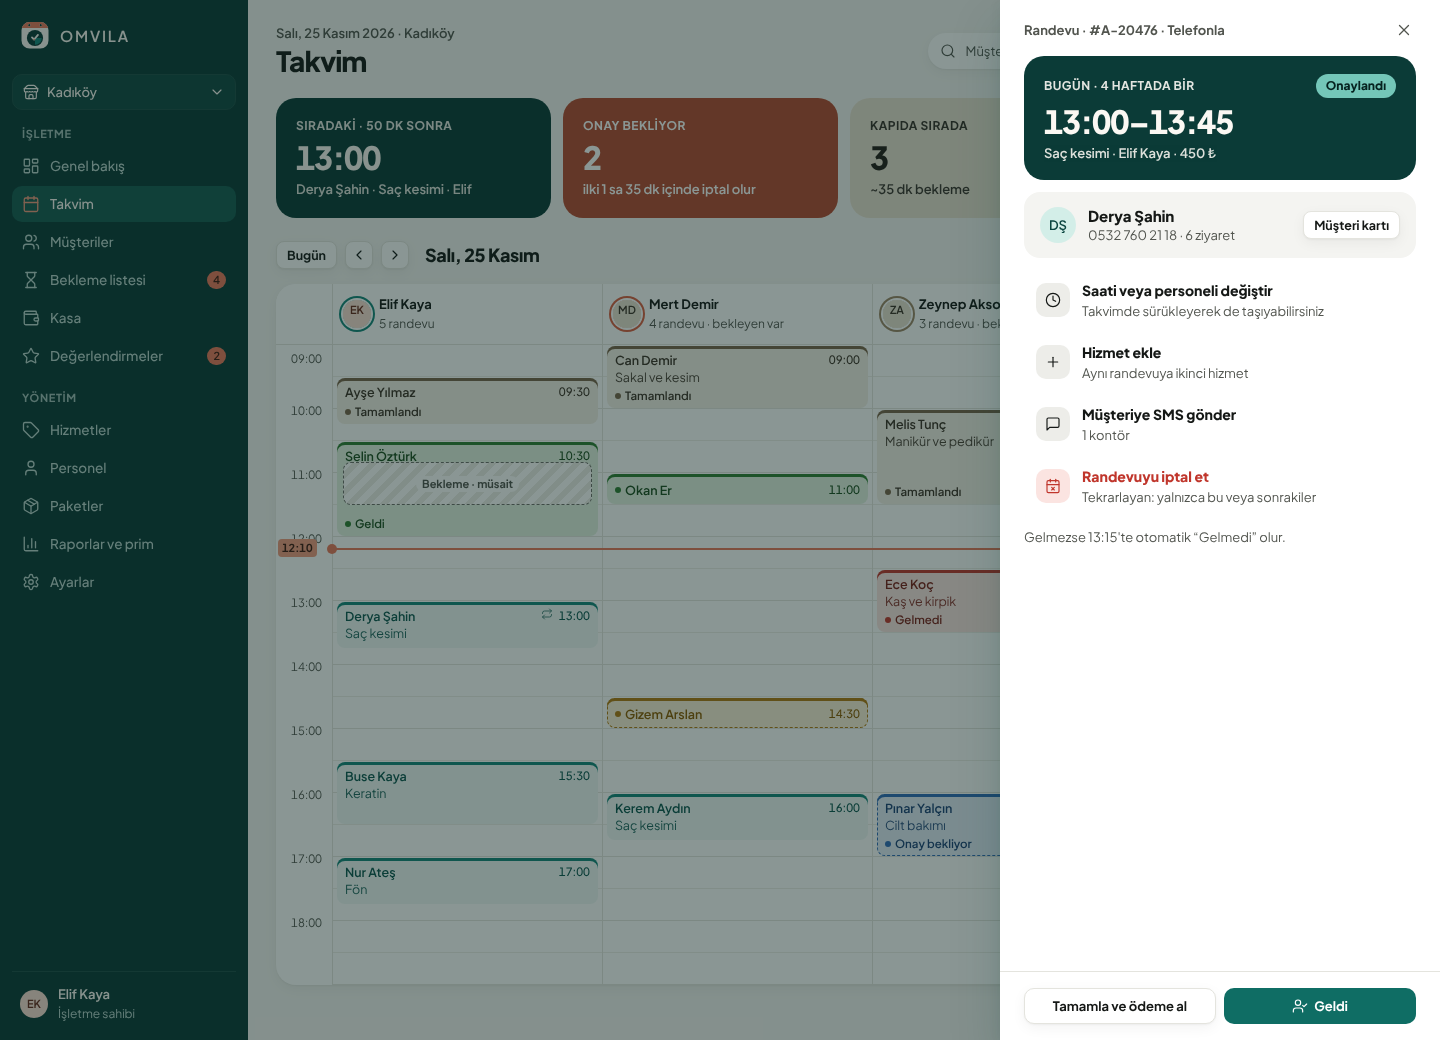 OMVILA
Kadıköy
İŞLETME
Genel bakış
Takvim
Müşteriler
Bekleme listesi
4
Kasa
Değerlendirmeler
2
YÖNETİM
Hizmetler
Personel
Paketler
Raporlar ve prim
Ayarlar
EK
Elif Kaya
İşletme sahibi
Salı, 25 Kasım 2026 · Kadıköy
Takvim
Müşte
SIRADAKİ · 50 DK SONRA
13:00
Derya Şahin · Saç kesimi · Elif
ONAY BEKLİYOR
2
ilki 1 sa 35 dk içinde iptal olur
KAPIDA SIRADA
3
~35 dk bekleme
Bugün
Salı, 25 Kasım
EK
Elif Kaya
5 randevu
MD
Mert Demir
4 randevu · bekleyen var
ZA
Zeynep Akso
3 randevu · bek
09:00
10:00
11:00
12:00
12:10
13:00
14:00
15:00
16:00
17:00
18:00
Ayşe Yılmaz 09:30
Tamamlandı
Selin Öztürk 10:30
Bekleme · müsait
Geldi
Derya Şahin 13:00
Saç kesimi
Buse Kaya 15:30
Keratin
Nur Ateş 17:00
Fön
Can Demir 09:00
Sakal ve kesim
Tamamlandı
Okan Er 11:00
Gizem Arslan 14:30
Kerem Aydın 16:00
Saç kesimi
Melis Tunç
Manikür ve pedikür
Tamamlandı
Ece Koç
Kaş ve kirpik
Gelmedi
Pınar Yalçın
Cilt bakımı
Onay bekliyor
Randevu · #A-20476 · Telefonla
BUGÜN · 4 HAFTADA BİR
Onaylandı
13:00–13:45
Saç kesimi · Elif Kaya · 450 ₺
DŞ
Derya Şahin
0532 760 21 18 · 6 ziyaret
Müşteri kartı
Saati veya personeli değiştir
Takvimde sürükleyerek de taşıyabilirsiniz
Hizmet ekle
Aynı randevuya ikinci hizmet
Müşteriye SMS gönder
1 kontör
Randevuyu iptal et
Tekrarlayan: yalnızca bu veya sonrakiler
Gelmezse 13:15'te otomatik “Gelmedi” olur.
Tamamla ve ödeme al
Geldi